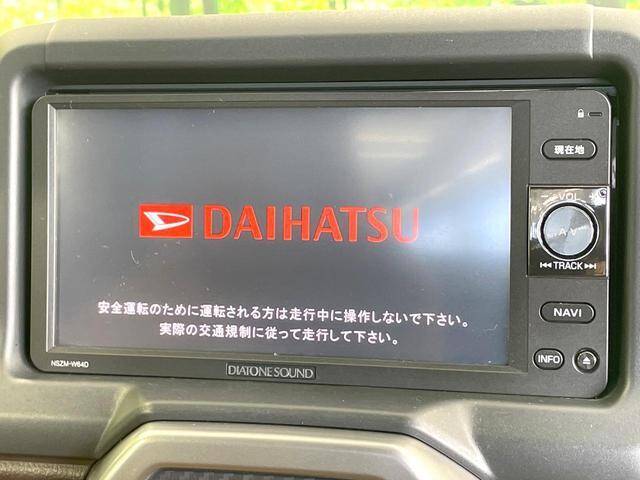 現在地
VOL
A/V
TRACK
DAIHATSU
安全運転のために運転される方は走行中に操作しないで下さい。
実際の交通規制に従って走行して下さい。
NAVI
INFO
NSZM-W64D
DIATONE SOUND